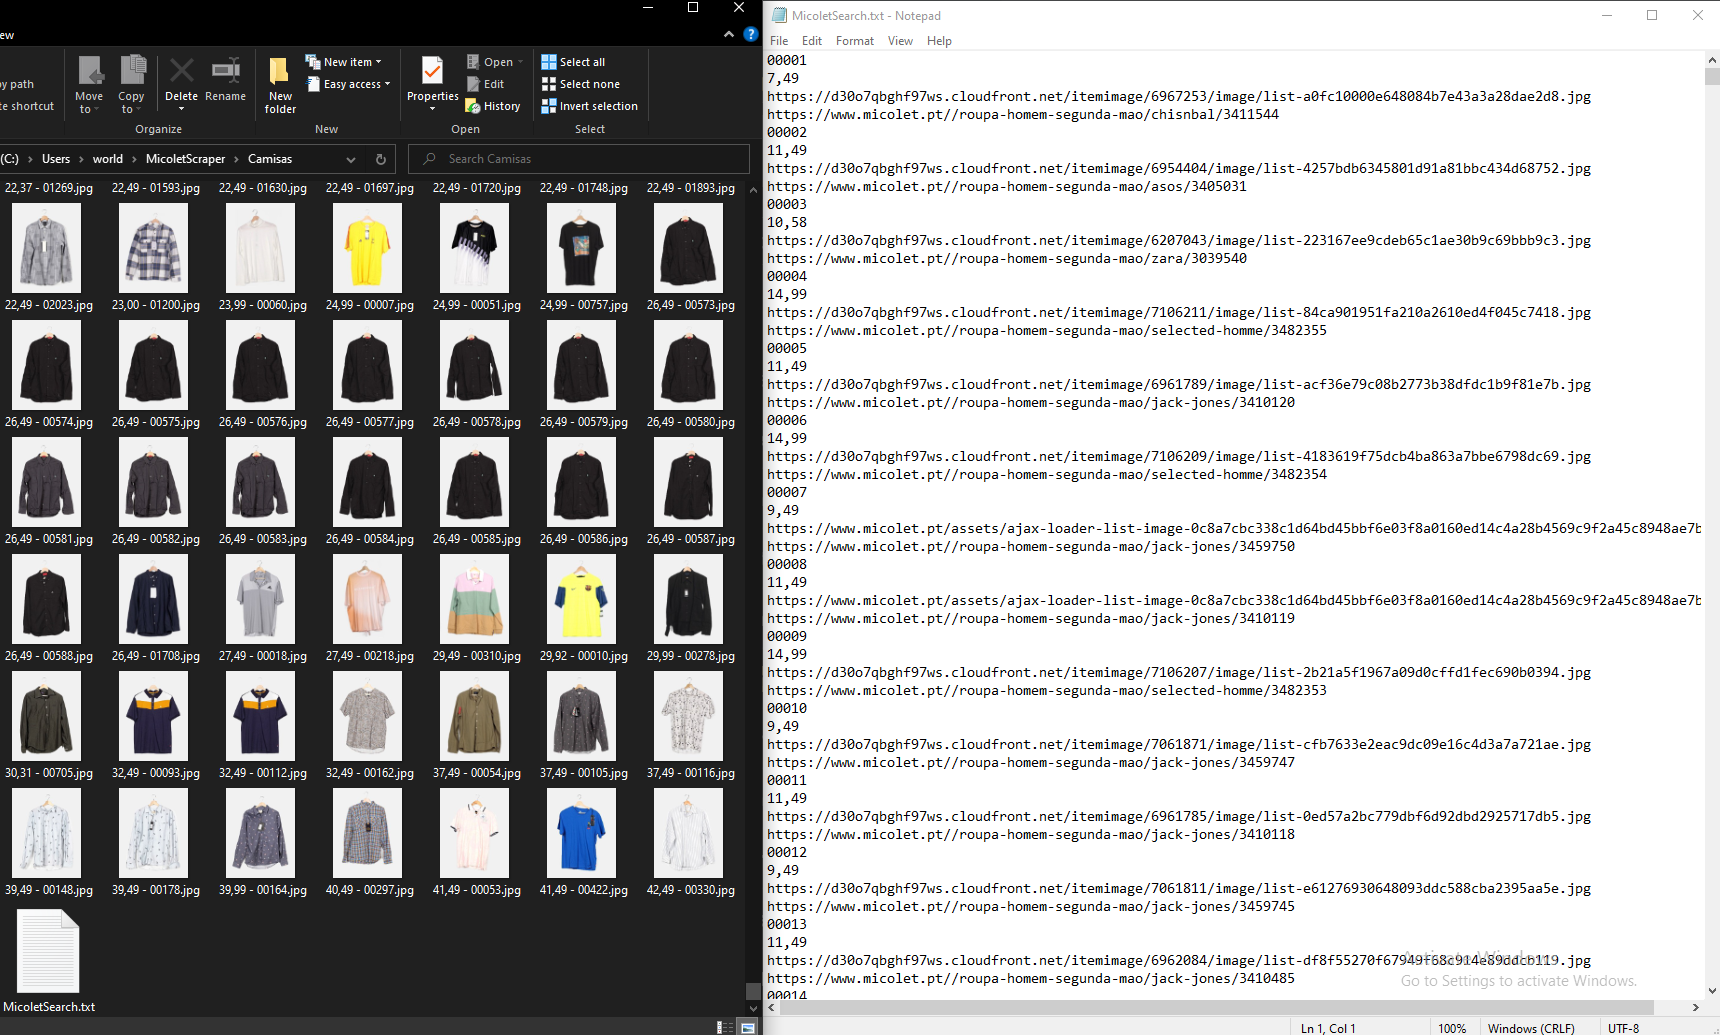 ew
py path
te shortcut
Move to
Copy to
Delete
Rename
Organize
New folder
New item
Easy access
New
Properties
Open
Edit
History
Open
Select all
Select none
Invert selection
Select
(C:) › Users › world › MicoletScraper › Camisas
Search Camisas
22,37 - 01269.jpg 22,49 - 01593.jpg 22,49 - 01630.jpg 22,49 - 01697.jpg 22,49 - 01720.jpg 22,49 - 01748.jpg 22,49 - 01893.jpg
22,49 - 02023.jpg 23,00 - 01200.jpg 23,99 - 00060.jpg 24,99 - 00007.jpg 24,99 - 00051.jpg 24,99 - 00757.jpg 26,49 - 00573.jpg
26,49 - 00574.jpg 26,49 - 00575.jpg 26,49 - 00576.jpg 26,49 - 00577.jpg 26,49 - 00578.jpg 26,49 - 00579.jpg 26,49 - 00580.jpg
26,49 - 00581.jpg 26,49 - 00582.jpg 26,49 - 00583.jpg 26,49 - 00584.jpg 26,49 - 00585.jpg 26,49 - 00586.jpg 26,49 - 00587.jpg
26,49 - 00588.jpg 26,49 - 01708.jpg 27,49 - 00018.jpg 27,49 - 00218.jpg 29,49 - 00310.jpg 29,92 - 00010.jpg 29,99 - 00278.jpg
30,31 - 00705.jpg 32,49 - 00093.jpg 32,49 - 00112.jpg 32,49 - 00162.jpg 37,49 - 00054.jpg 37,49 - 00105.jpg 37,49 - 00116.jpg
39,49 - 00148.jpg 39,49 - 00178.jpg 39,99 - 00164.jpg 40,49 - 00297.jpg 41,49 - 00053.jpg 41,49 - 00422.jpg 42,49 - 00330.jpg
MicoletSearch.txt
MicoletSearch.txt - Notepad
File Edit Format View Help
00001
7,49
https://d30o7qbghf97ws.cloudfront.net/itemimage/6967253/image/list-a0fc10000e648084b7e43a3a28dae2d8.jpg
https://www.micolet.pt//roupa-homem-segunda-mao/chisnbal/3411544
00002
11,49
https://d30o7qbghf97ws.cloudfront.net/itemimage/6954404/image/list-4257bdb6345801d91a81bbc434d68752.jpg
https://www.micolet.pt//roupa-homem-segunda-mao/asos/3405031
00003
10,58
https://d30o7qbghf97ws.cloudfront.net/itemimage/6207043/image/list-223167ee9cdeb65c1ae30b9c69bbb9c3.jpg
https://www.micolet.pt//roupa-homem-segunda-mao/zara/3039540
00004
14,99
https://d30o7qbghf97ws.cloudfront.net/itemimage/7106211/image/list-84ca901951fa210a2610ed4f045c7418.jpg
https://www.micolet.pt//roupa-homem-segunda-mao/selected-homme/3482355
00005
11,49
https://d30o7qbghf97ws.cloudfront.net/itemimage/6961789/image/list-acf36e79c08b2773b38dfdc1b9f81e7b.jpg
https://www.micolet.pt//roupa-homem-segunda-mao/jack-jones/3410120
00006
14,99
https://d30o7qbghf97ws.cloudfront.net/itemimage/7106209/image/list-4183619f75dcb4ba863a7bbe6798dc69.jpg
https://www.micolet.pt//roupa-homem-segunda-mao/selected-homme/3482354
00007
9,49
https://www.micolet.pt/assets/ajax-loader-list-image-0c8a7cbc338c1d64bd45bbf6e03f8a0160ed14c4a28b4569c9f2a45c8948ae7b
https://www.micolet.pt//roupa-homem-segunda-mao/jack-jones/3459750
00008
11,49
https://www.micolet.pt/assets/ajax-loader-list-image-0c8a7cbc338c1d64bd45bbf6e03f8a0160ed14c4a28b4569c9f2a45c8948ae7b
https://www.micolet.pt//roupa-homem-segunda-mao/jack-jones/3410119
00009
14,99
https://d30o7qbghf97ws.cloudfront.net/itemimage/7106207/image/list-2b21a5f1967a09d0cffd1fec690b0394.jpg
https://www.micolet.pt//roupa-homem-segunda-mao/selected-homme/3482353
00010
9,49
https://d30o7qbghf97ws.cloudfront.net/itemimage/7061871/image/list-cfb7633e2eac9dc09e16c4d3a7a721ae.jpg
https://www.micolet.pt//roupa-homem-segunda-mao/jack-jones/3459747
00011
11,49
https://d30o7qbghf97ws.cloudfront.net/itemimage/6961785/image/list-0ed57a2bc779dbf6d92dbd2925717db5.jpg
https://www.micolet.pt//roupa-homem-segunda-mao/jack-jones/3410118
00012
9,49
https://d30o7qbghf97ws.cloudfront.net/itemimage/7061811/image/list-e61276930648093ddc588cba2395aa5e.jpg
https://www.micolet.pt//roupa-homem-segunda-mao/jack-jones/3459745
00013
11,49
https://d30o7qbghf97ws.cloudfront.net/itemimage/6962084/image/list-df8f55270f67949f68a914e89dcdb119.jpg
https://www.micolet.pt//roupa-homem-segunda-mao/jack-jones/3410485
00014
Activate Windows
Go to Settings to activate Windows.
Ln 1, Col 1 100% Windows (CRLF) UTF-8